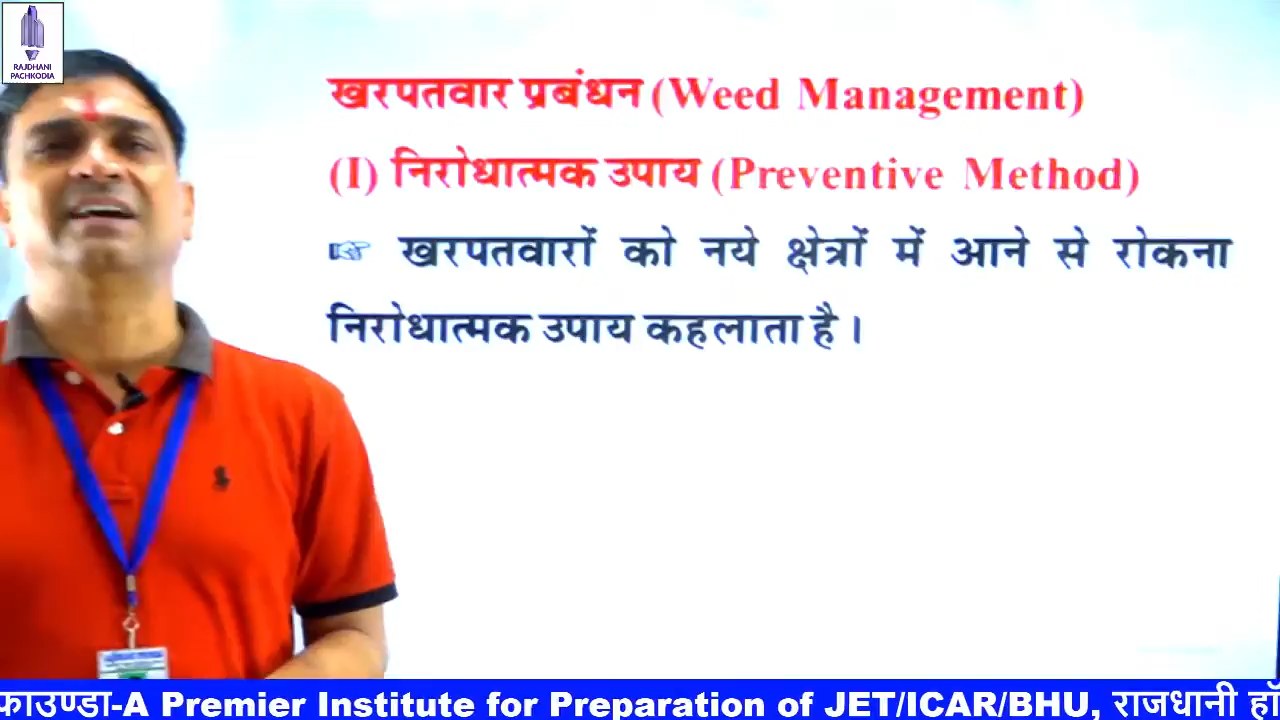 RAJDHANI
PACHKODIA
खरपतवार प्रबंधन (Weed Management)
(I) निरोधात्मक उपाय (Preventive Method)
☞ खरपतवारों को नये क्षेत्रों में आने से रोकना
निरोधात्मक उपाय कहलाता है ।
फाउण्डा-A Premier Institute for Preparation of JET/ICAR/BHU, राजधानी हॉ